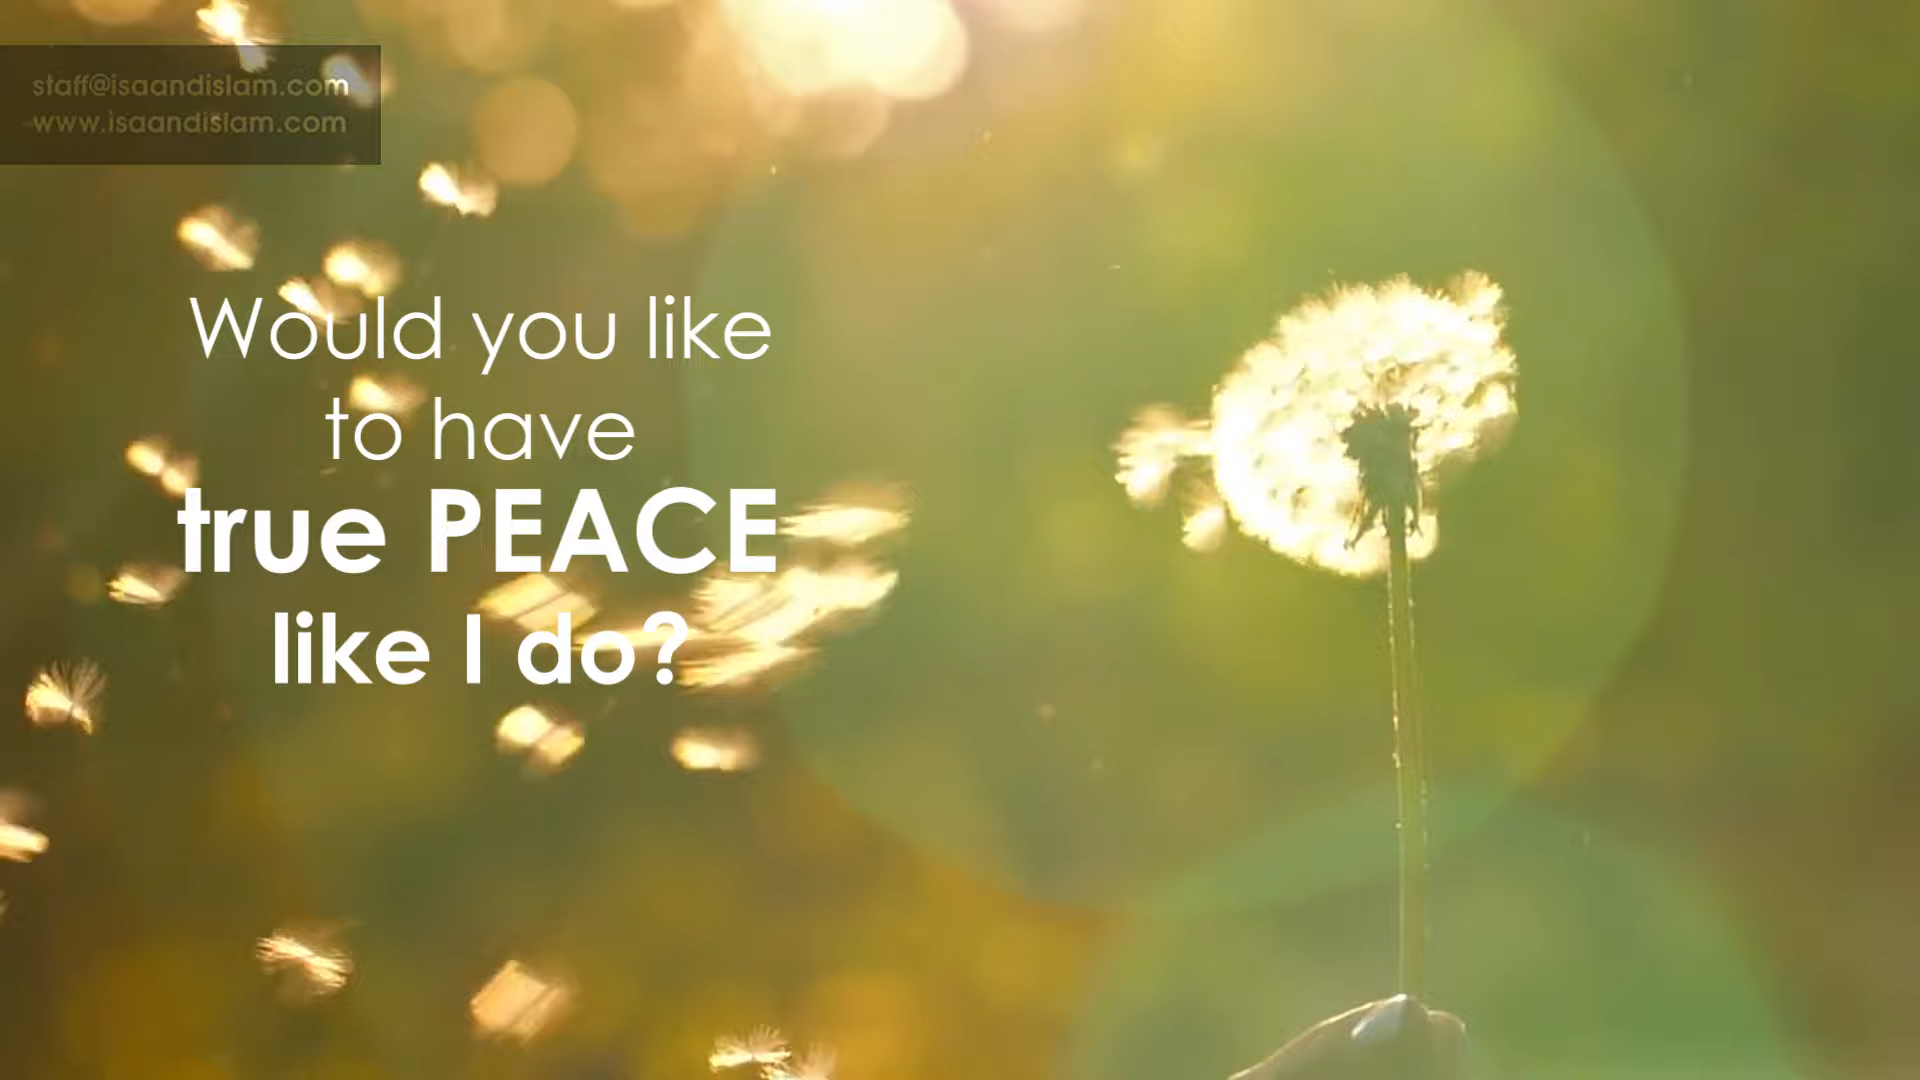 staff@isaandislam.com
www.isaandislam.com
Would you like
to have
true PEACE
like I do?